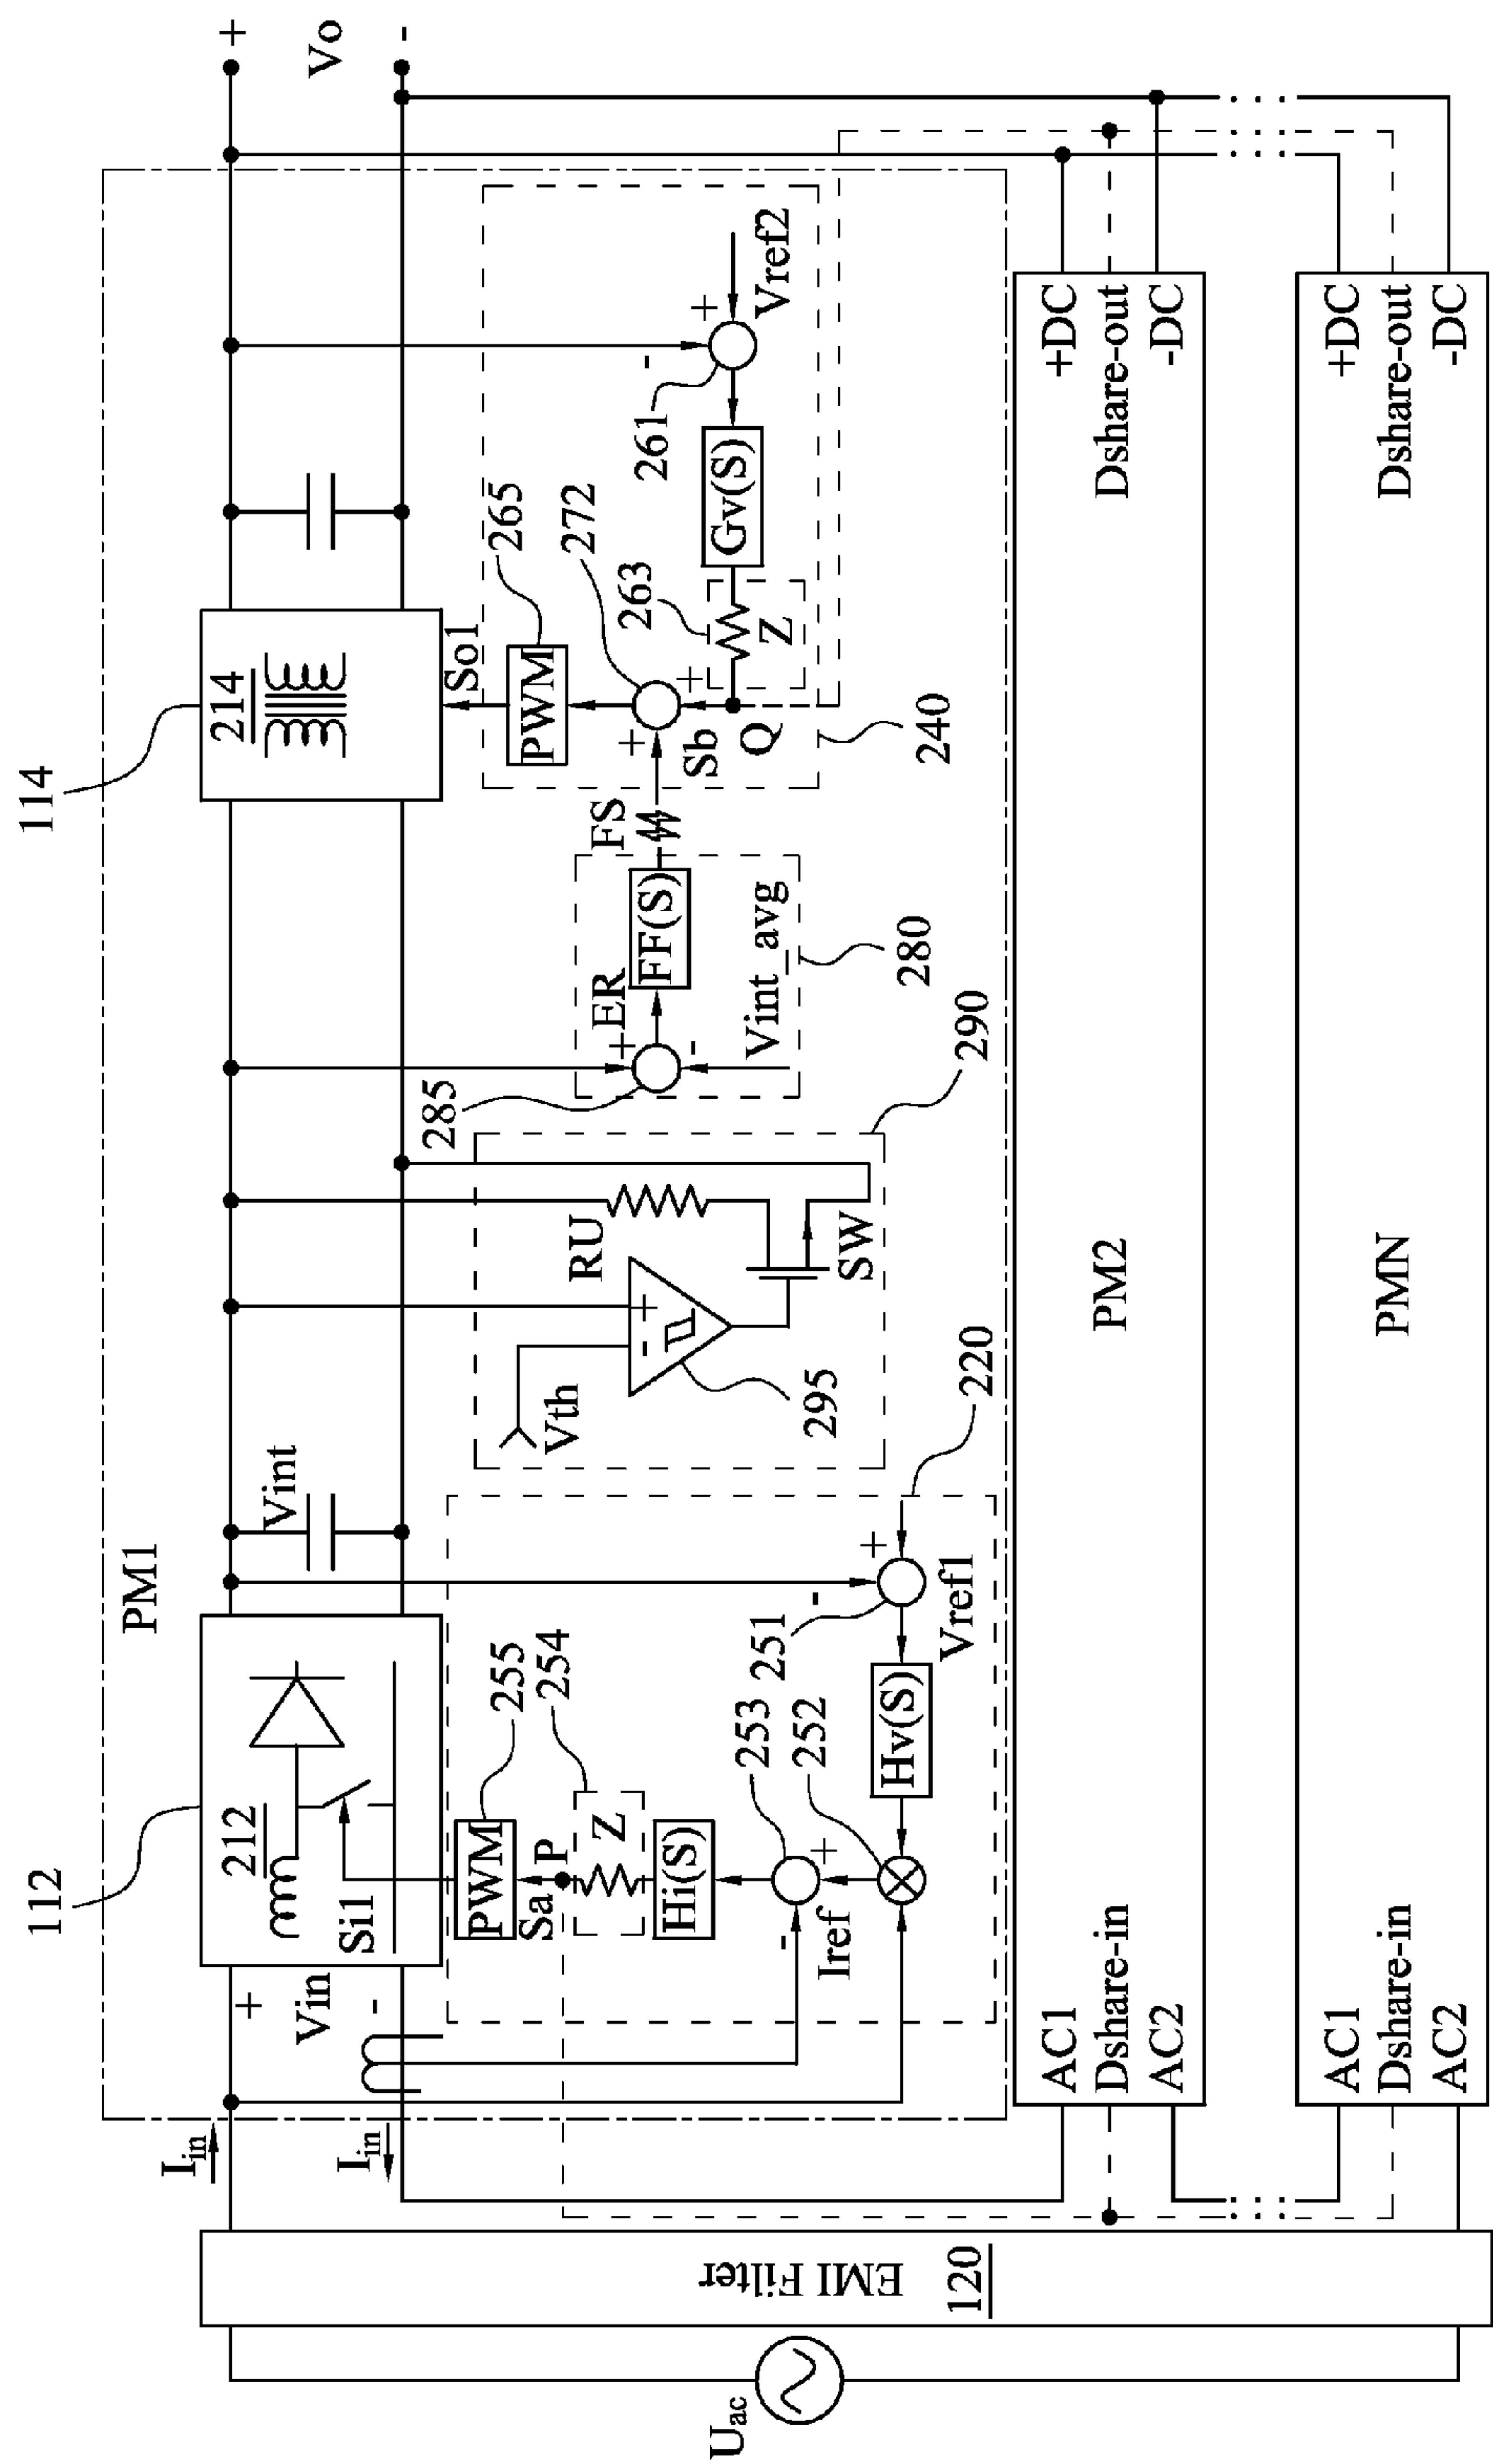 PM1
112
114
I_in
I_in
+
Vin
-
212
Si1
Vint
214
So1
+
Vo
-
PWM
255
254
Sa
P
Z
Hi(S)
253
252
-
+
Iref
251
-
+
Hv(S)
Vref1
220
Vth
-
+
295
RU
SW
290
285
+
ER
-
FF(S)
FS
Vint_avg
280
PWM
265
272
+
+
Sb
Q
263
Z
Gv(S)
261
-
+
Vref2
240
U_ac
EMI Filter
120
AC1
Dshare-in
AC2
PM2
+DC
Dshare-out
-DC
AC1
Dshare-in
AC2
PMN
+DC
Dshare-out
-DC